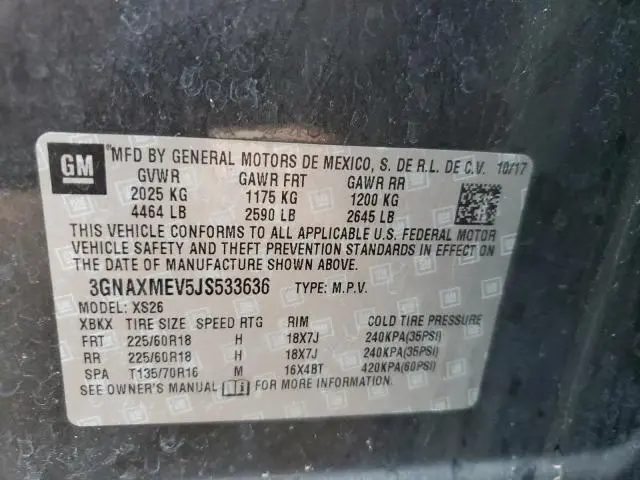 GM
*MFD BY GENERAL MOTORS DE MEXICO, S. DE R.L. DE C.V. 10/17
GVWR GAWR FRT GAWR RR
2025 KG 1175 KG 1200 KG
4464 LB 2590 LB 2645 LB
THIS VEHICLE CONFORMS TO ALL APPLICABLE U.S. FEDERAL MOTOR
VEHICLE SAFETY AND THEFT PREVENTION STANDARDS IN EFFECT ON
THE DATE OF MANUFACTURE SHOWN ABOVE.
3GNAXMEV5JS533636 TYPE: M.P.V.
MODEL: XS26
XBKX TIRE SIZE SPEED RTG RIM COLD TIRE PRESSURE
FRT 225/60R18 H 18X7J 240KPA(35PSI)
RR 225/60R18 H 18X7J 240KPA(35PSI)
SPA T135/70R16 M 16X4BT 420KPA(60PSI)
SEE OWNER'S MANUAL FOR MORE INFORMATION.